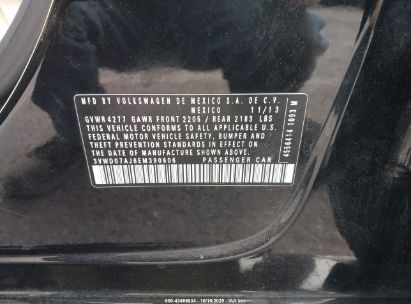 MFD BY VOLKSWAGEN DE MEXICO S.A. DE C.V.
MEXICO 11/13
GVWR 4277 GAWR FRONT 2205 / REAR 2183 LBS
THIS VEHICLE CONFORMS TO ALL APPLICABLE U.S.
FEDERAL MOTOR VEHICLE SAFETY, BUMPER AND
THEFT PREVENTION STANDARDS IN EFFECT ON
THE DATE OF MANUFACTURE SHOWN ABOVE.
3VWD07AJ6EM390606 PASSENGER CAR
4556414 1093 M